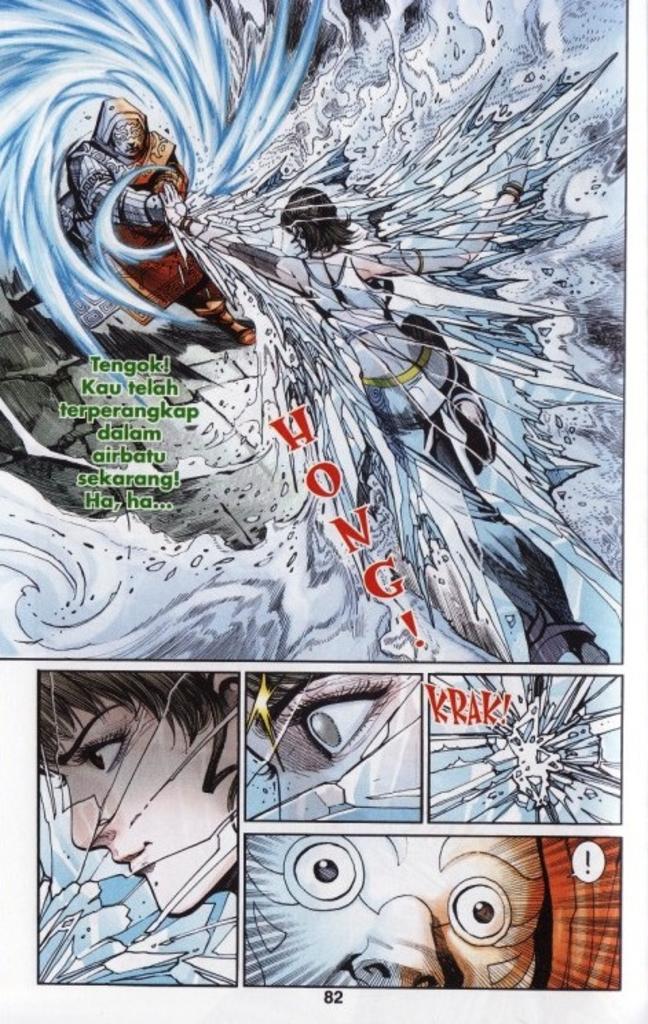 Tengok!
Kau telah
terperangkap
dalam
airbatu
sekarang!
Ha, ha...
HONG!
KRAK!
!
82